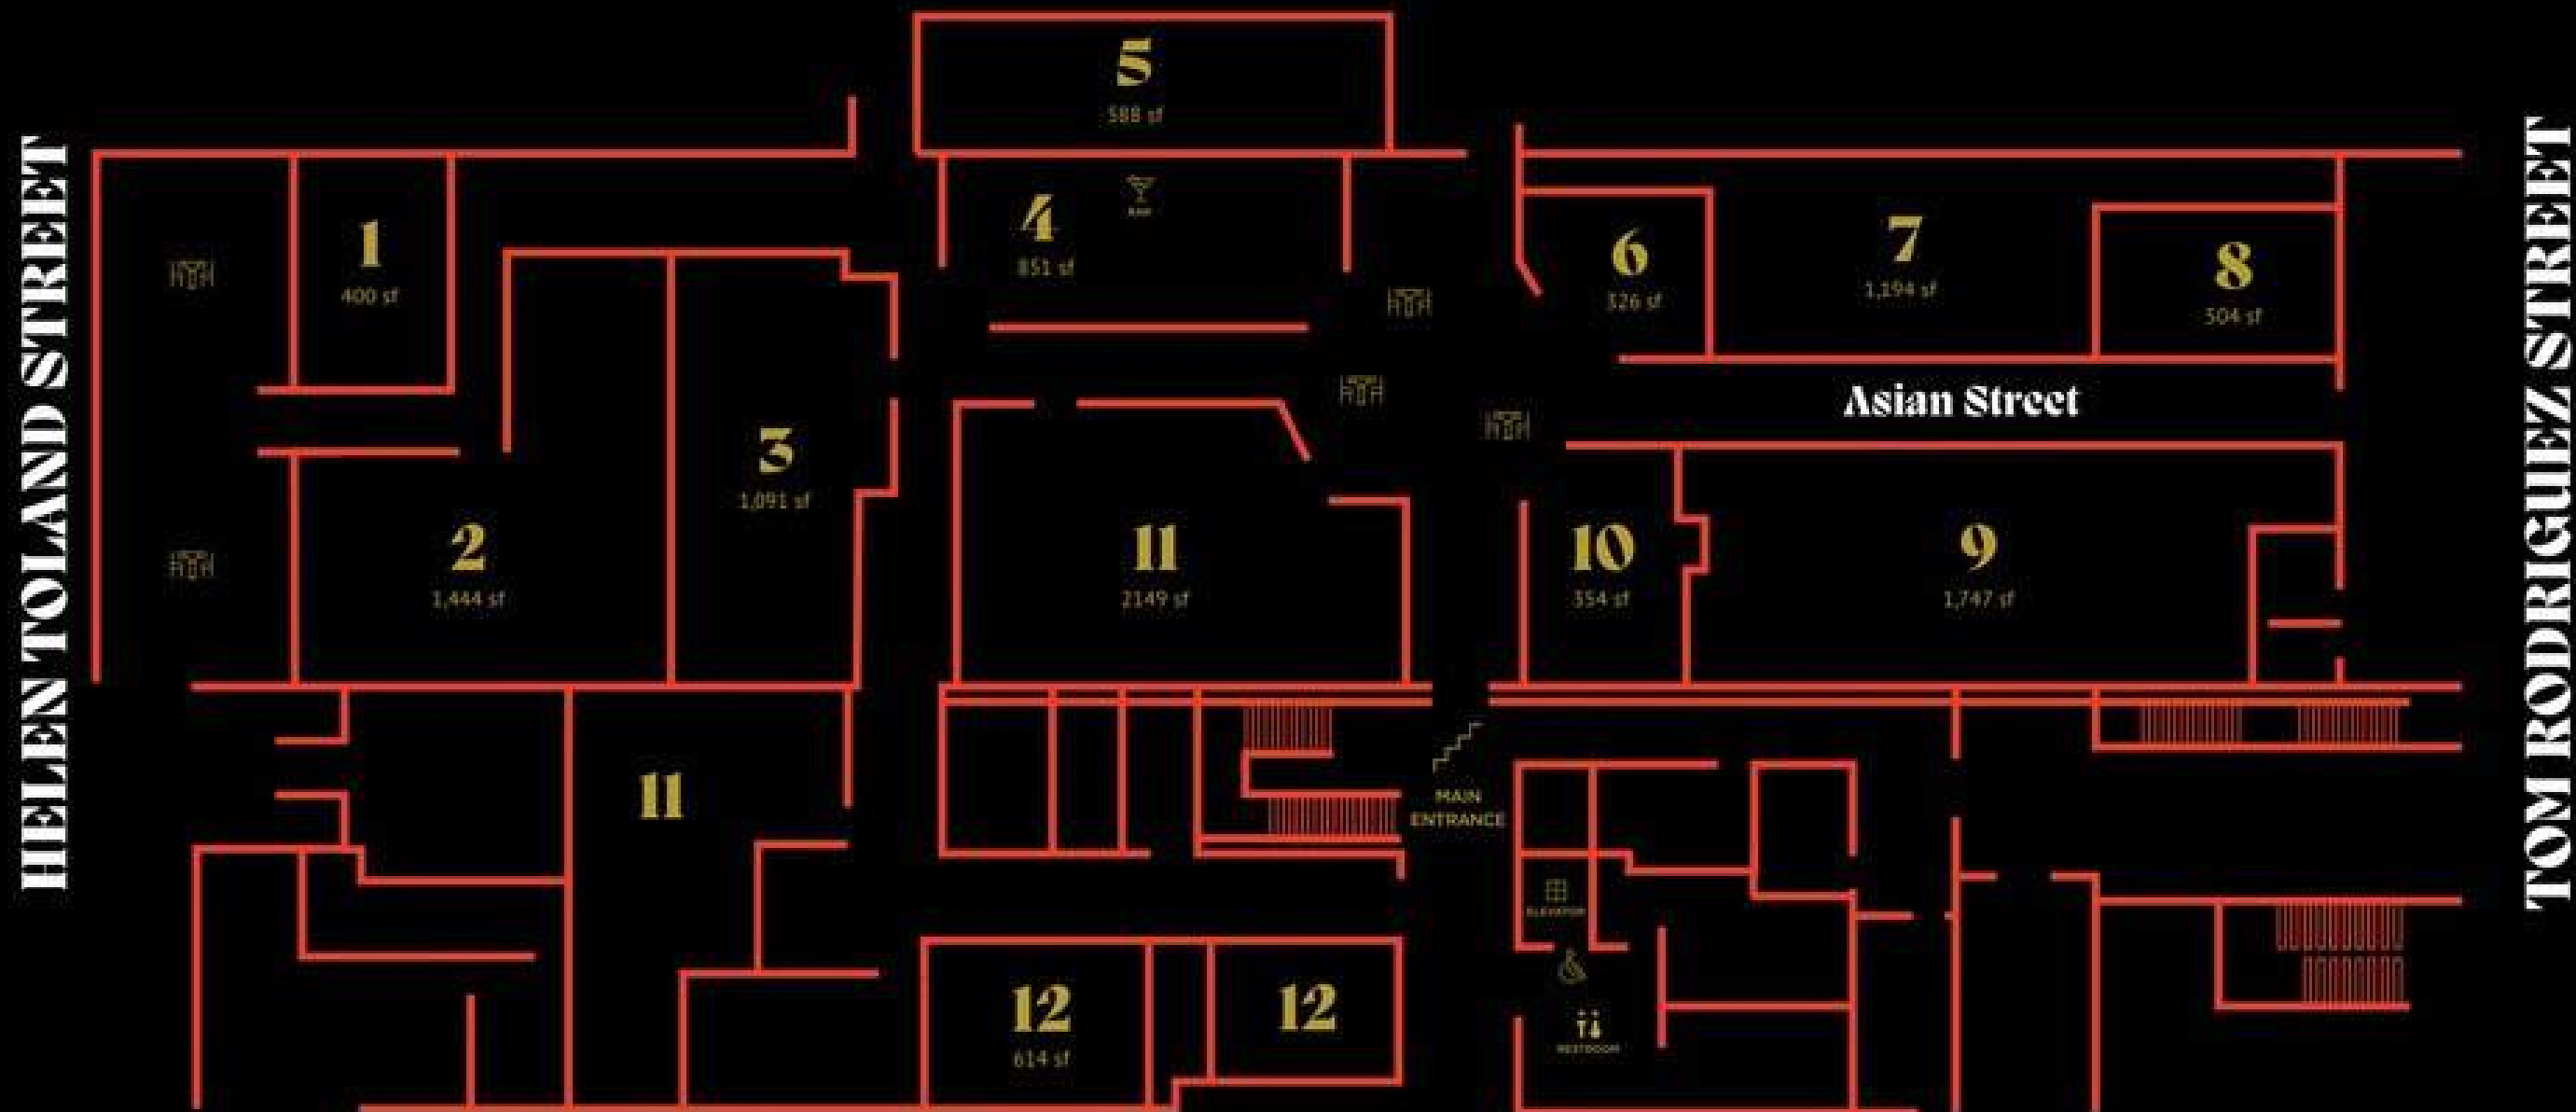 HELEN TOLAND STREET
5
588 sf
1
400 sf
4
BAR
851 sf
6
326 sf
7
1,194 sf
8
504 sf
Asian Street
3
1,091 sf
2
1,444 sf
11
2149 sf
10
354 sf
9
1,747 sf
TOM RODRIGUEZ STREET
11
MAIN
ENTRANCE
ELEVATOR
12
614 sf
12
RESTROOM